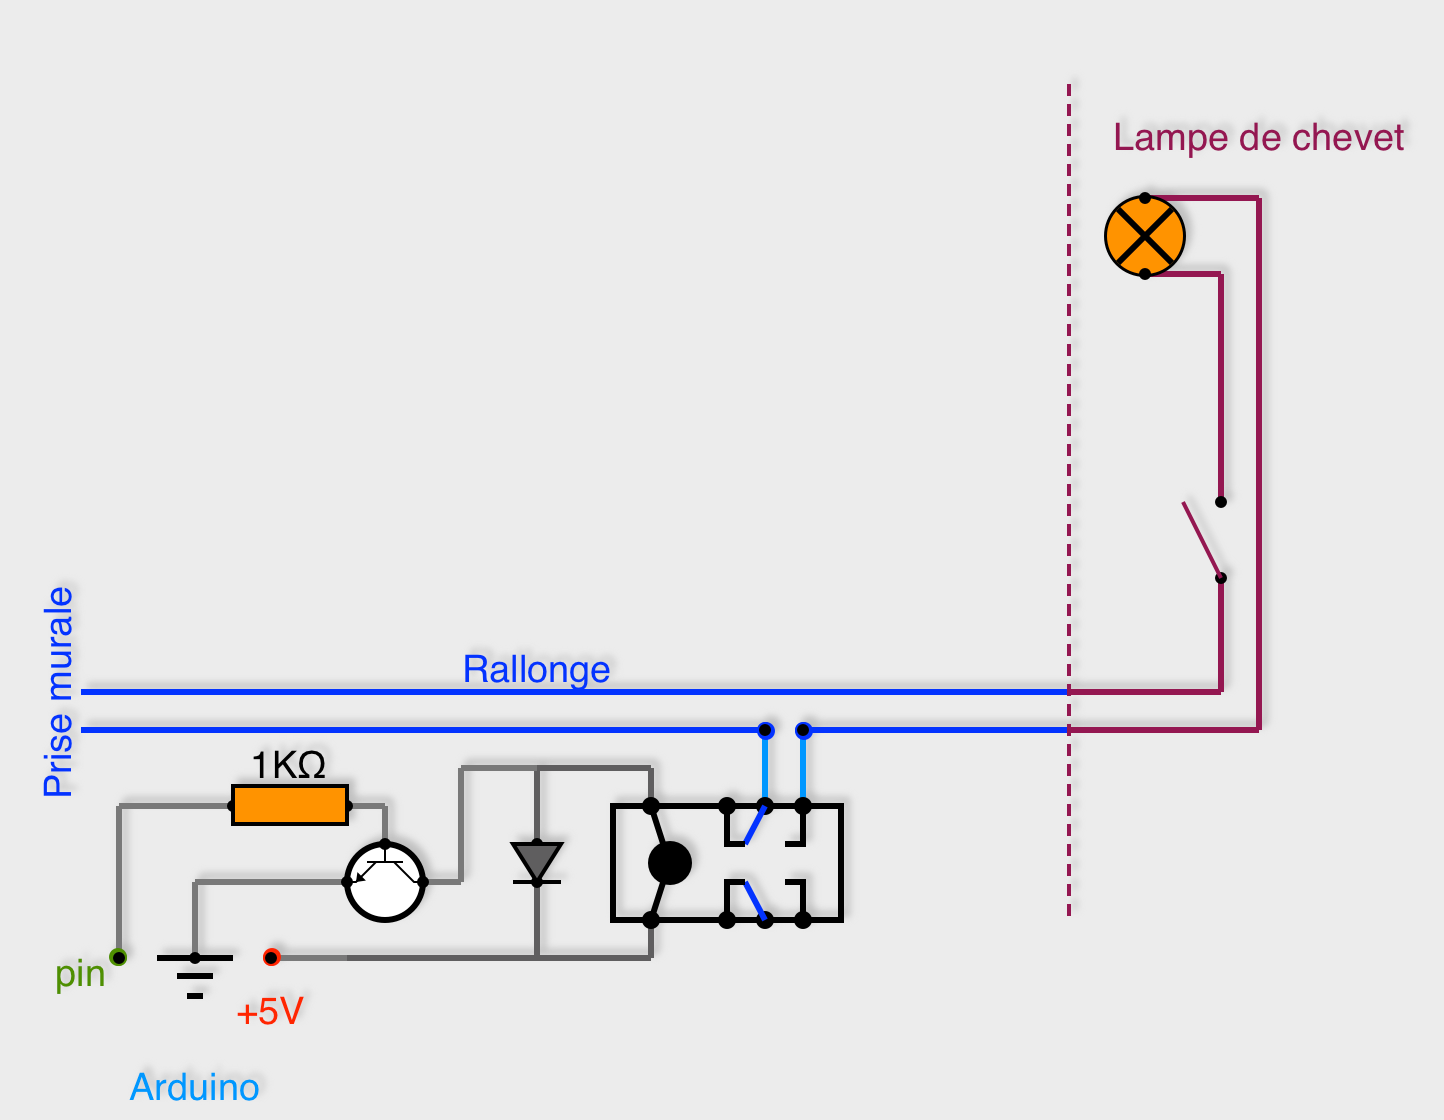 Lampe de chevet
Prise murale
Rallonge
1KΩ
pin
+5V
Arduino